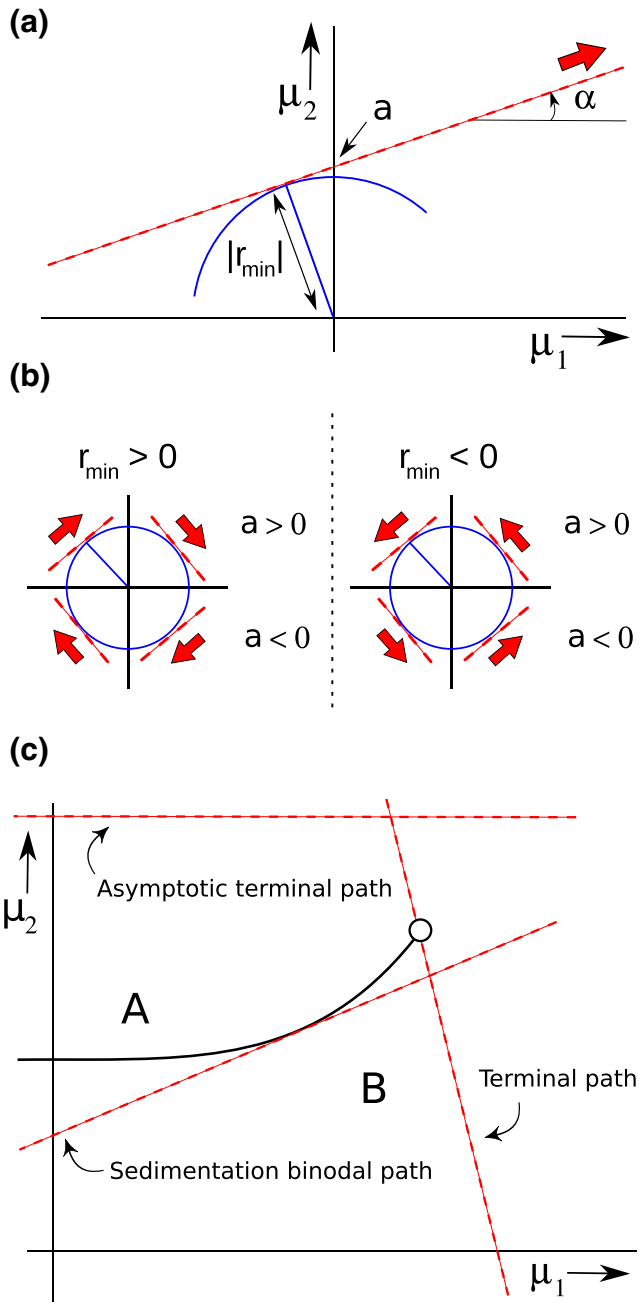 (a)
μ2
a
α
|rmin|
μ1
(b)
rmin > 0
rmin < 0
a > 0
a > 0
a < 0
a < 0
(c)
Asymptotic terminal path
μ2
A
B
Terminal path
Sedimentation binodal path
μ1